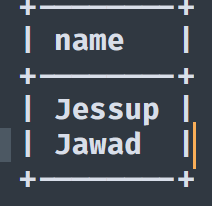 +--------+
| name   |
+--------+
| Jessup |
| Jawad  |
+--------+